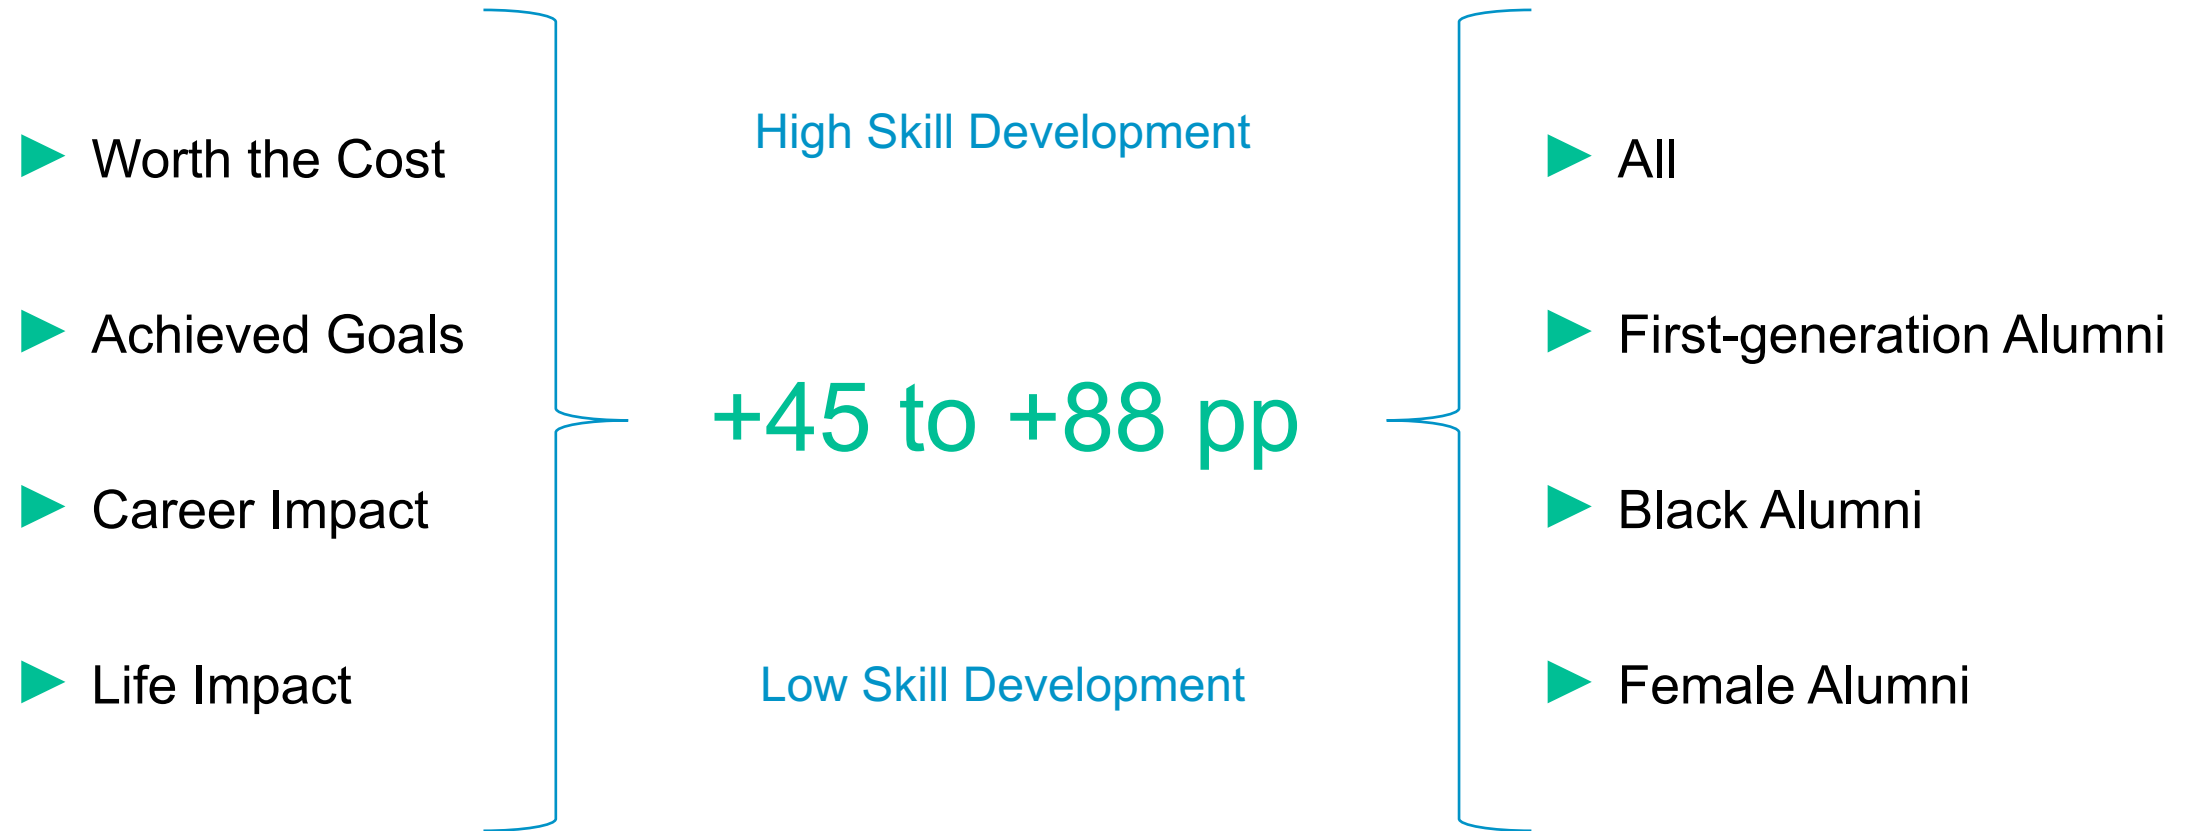 Worth the Cost
Achieved Goals
Career Impact
Life Impact
High Skill Development
+45 to +88 pp
Low Skill Development
All
First-generation Alumni
Black Alumni
Female Alumni